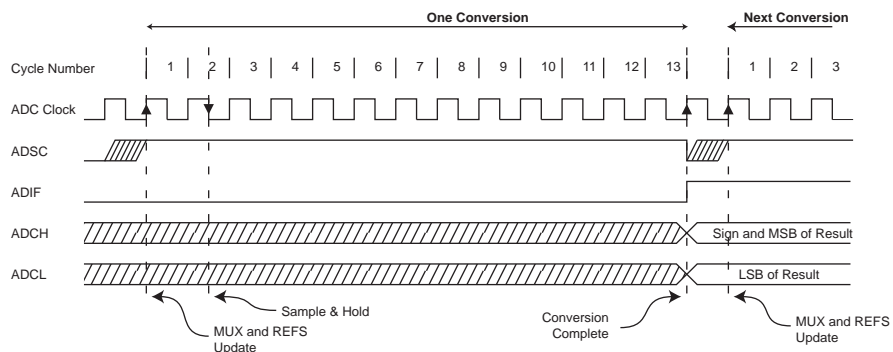 One Conversion
Next Conversion
Cycle Number 1 2 3 4 5 6 7 8 9 10 11 12 13 1 2 3
ADC Clock
ADSC
ADIF
ADCH
Sign and MSB of Result
ADCL
LSB of Result
MUX and REFS
Update
Sample & Hold
Conversion
Complete
MUX and REFS
Update